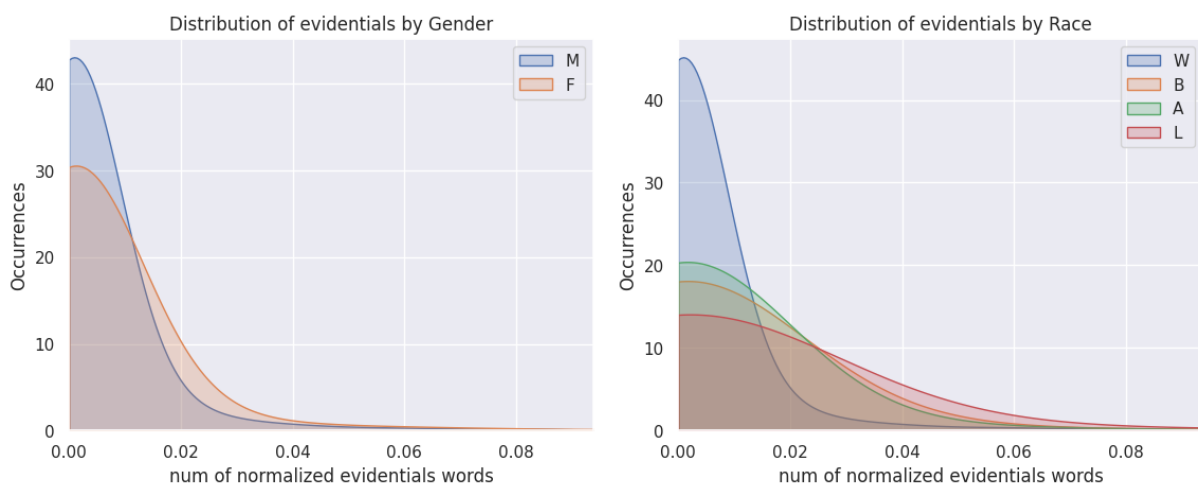 Distribution of evidentials by Gender
M
F
Occurrences
40
30
20
10
0
0.00 0.02 0.04 0.06 0.08
num of normalized evidentials words
Distribution of evidentials by Race
W
B
A
L
Occurrences
40
30
20
10
0
0.00 0.02 0.04 0.06 0.08
num of normalized evidentials words